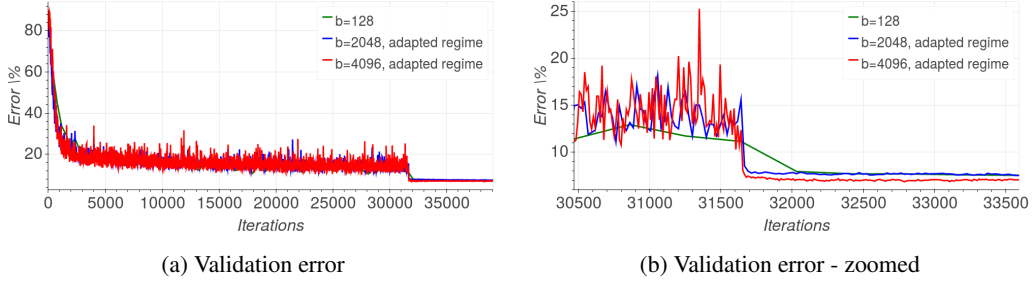 Error \%
80
60
40
20
0
5000
10000
15000
20000
25000
30000
35000
Iterations
b=128
b=2048, adapted regime
b=4096, adapted regime
(a) Validation error
Error \%
25
20
15
10
30500
31000
31500
32000
32500
33000
33500
Iterations
b=128
b=2048, adapted regime
b=4096, adapted regime
(b) Validation error - zoomed